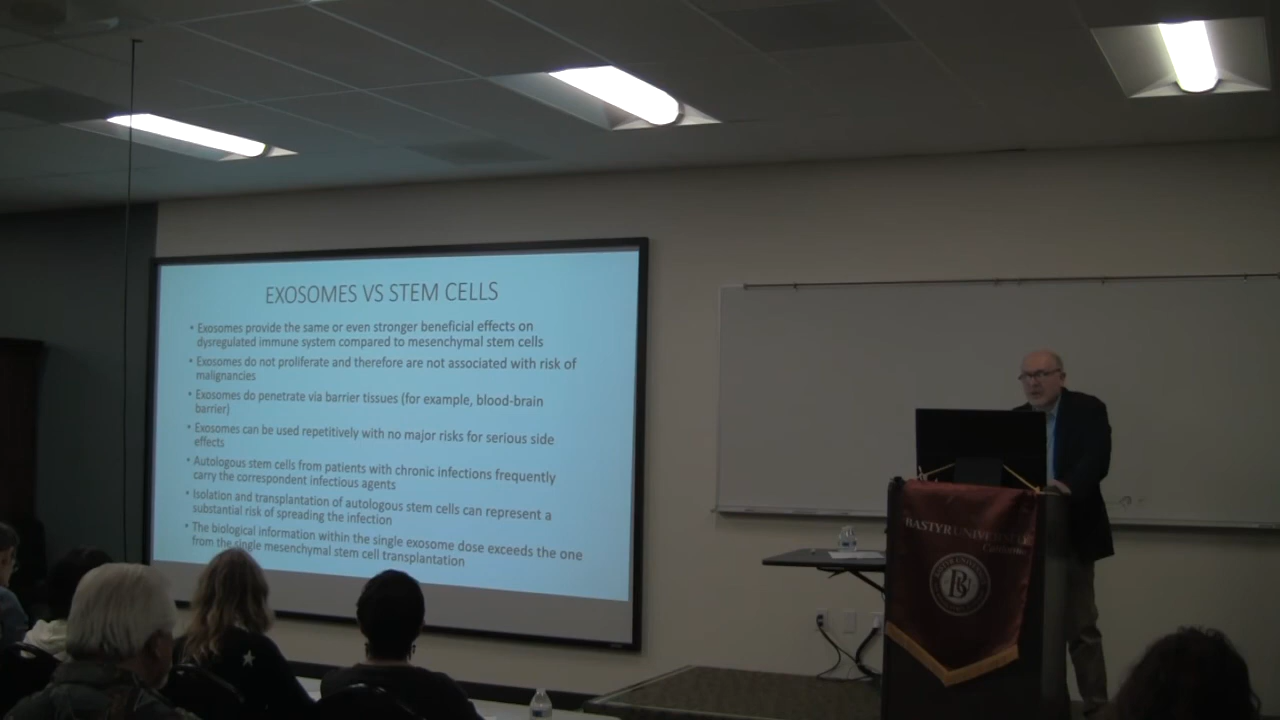 EXOSOMES VS STEM CELLS
• Exosomes provide the same or even stronger beneficial effects on
dysregulated immune system compared to mesenchymal stem cells
• Exosomes do not proliferate and therefore are not associated with risk of
malignancies
• Exosomes do penetrate via barrier tissues (for example, blood-brain
barrier)
• Exosomes can be used repetitively with no major risks for serious side
effects
• Autologous stem cells from patients with chronic infections frequently
carry the correspondent infectious agents
• Isolation and transplantation of autologous stem cells can represent a
substantial risk of spreading the infection
• The biological information within the single exosome dose exceeds the one
from the single mesenchymal stem cell transplantation
BASTYR UNIVERSITY